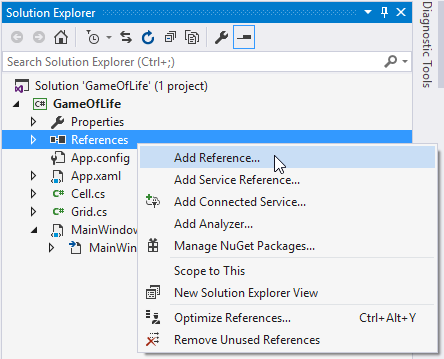 Solution Explorer
Search Solution Explorer (Ctrl+;)
Solution 'GameOfLife' (1 project)
C# GameOfLife
Properties
References
App.config
App.xaml
Cell.cs
Grid.cs
MainWindow
MainWin
Add Reference...
Add Service Reference...
Add Connected Service...
Add Analyzer...
Manage NuGet Packages...
Scope to This
New Solution Explorer View
Optimize References... Ctrl+Alt+Y
Remove Unused References
Diagnostic Tools